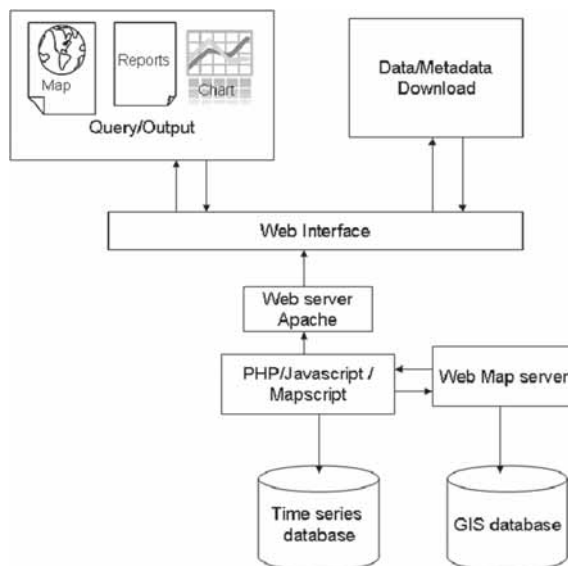 Map
Reports
Chart
Query/Output
Data/Metadata
Download
Web Interface
Web server
Apache
PHP/Javascript /
Mapscript
Web Map server
Time series
database
GIS database